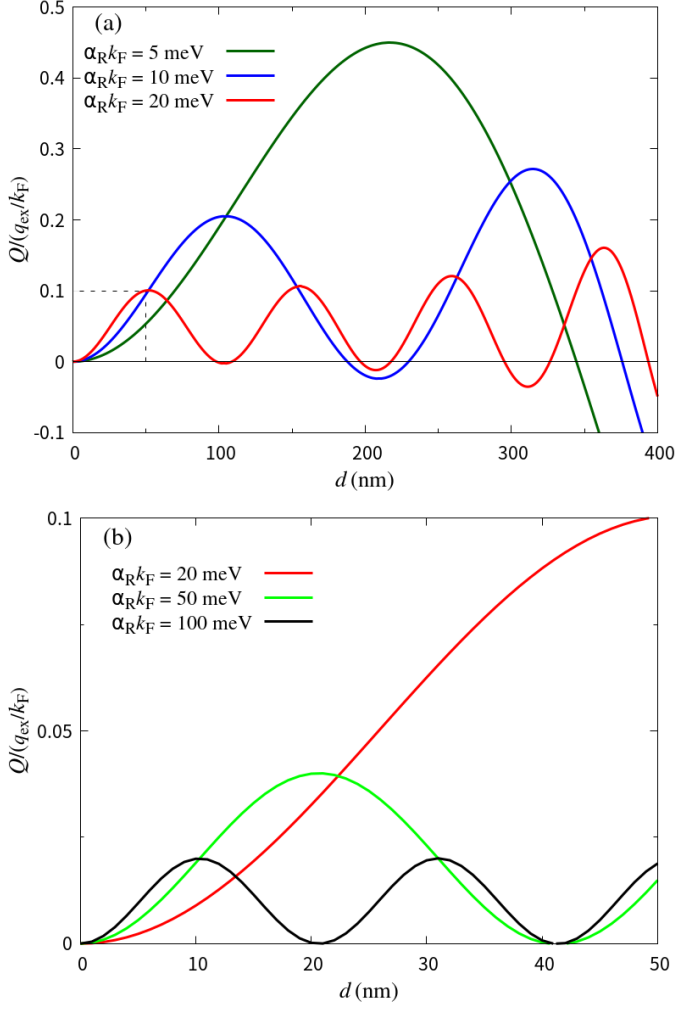 (a)
α_R k_F = 5 meV
α_R k_F = 10 meV
α_R k_F = 20 meV
Q/(q_ex/k_F)
0.5
0.4
0.3
0.2
0.1
0
-0.1
0 100 200 300 400
d (nm)
(b)
α_R k_F = 20 meV
α_R k_F = 50 meV
α_R k_F = 100 meV
Q/(q_ex/k_F)
0.1
0.05
0
0 10 20 30 40 50
d (nm)